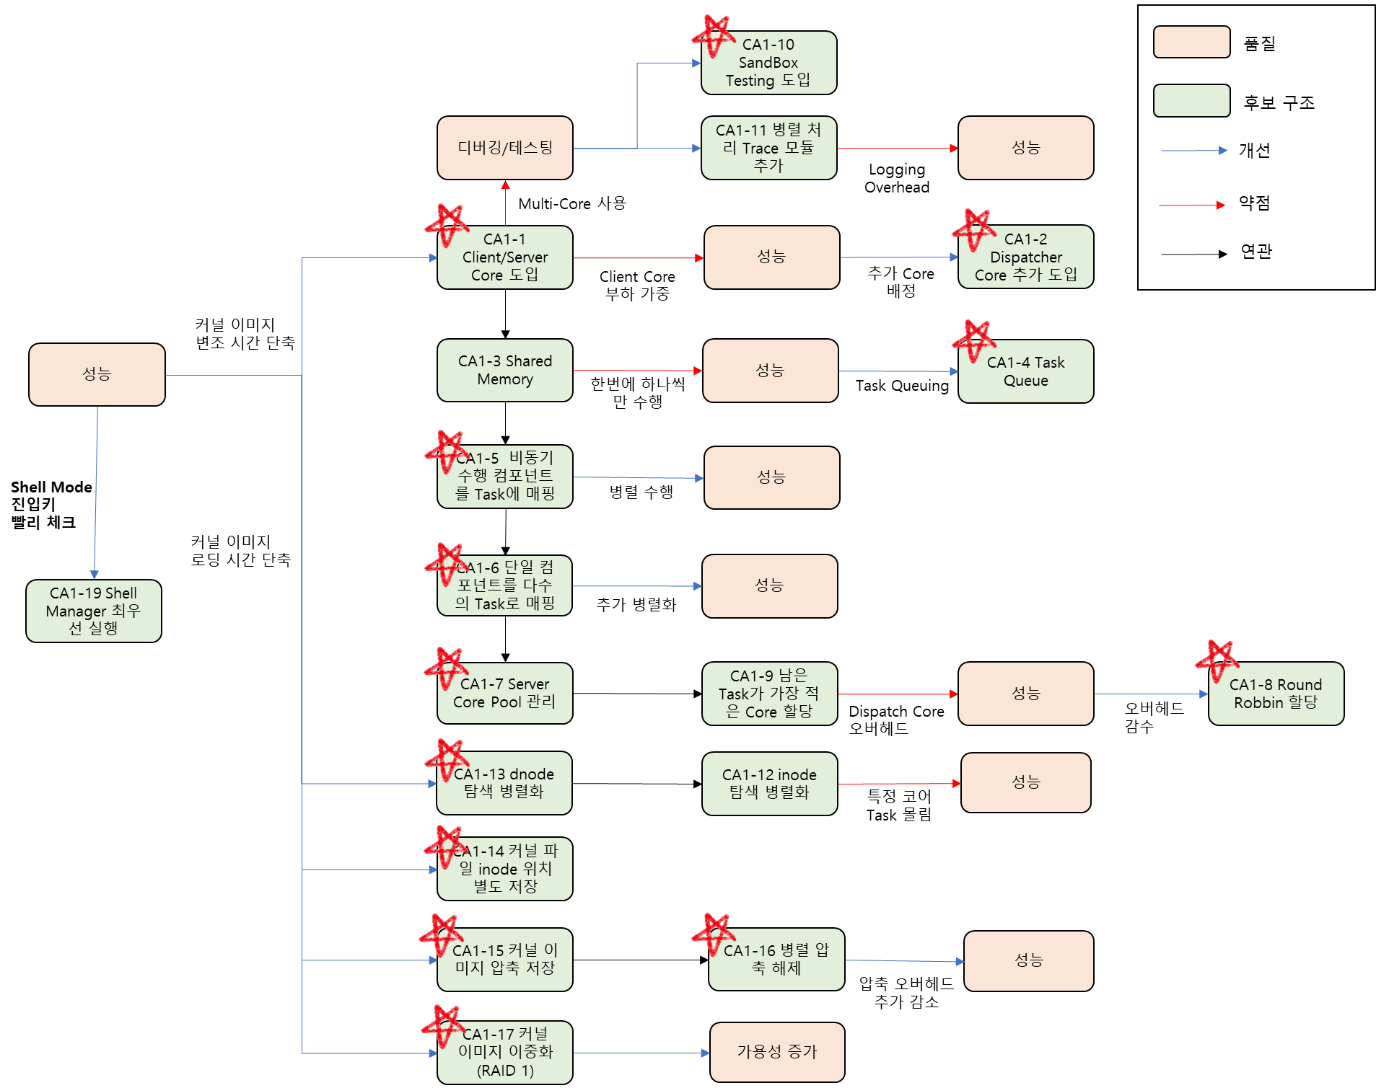 CA1-10
SandBox
Testing 도입
품질
후보 구조
개선
약점
연관
디버깅/테스팅
CA1-11 병렬 처
리 Trace 모듈
추가
Logging
Overhead
성능
Multi-Core 사용
CA1-1
Client/Server
Core 도입
Client Core
부하 가중
성능
추가 Core
배정
CA1-2
Dispatcher
Core 추가 도입
커널 이미지
변조 시간 단축
성능
CA1-3 Shared
Memory
한번에 하나씩
만 수행
성능
Task Queuing
CA1-4 Task
Queue
CA1-5 비동기
수행 컴포넌트
를 Task에 매핑
병렬 수행
성능
Shell Mode
진입키
빨리 체크
커널 이미지
로딩 시간 단축
CA1-6 단일 컴
포넌트를 다수
의 Task로 매핑
추가 병렬화
성능
CA1-19 Shell
Manager 최우
선 실행
CA1-7 Server
Core Pool 관리
CA1-9 남은
Task가 가장 적
은 Core 할당
Dispatch Core
오버헤드
성능
오버헤드
감수
CA1-8 Round
Robbin 할당
CA1-13 dnode
탐색 병렬화
CA1-12 inode
탐색 병렬화
특정 코어
Task 몰림
성능
CA1-14 커널 파
일 inode 위치
별도 저장
CA1-15 커널 이
미지 압축 저장
CA1-16 병렬 압
축 해제
압축 오버헤드
추가 감소
성능
CA1-17 커널
이미지 이중화
(RAID 1)
가용성 증가